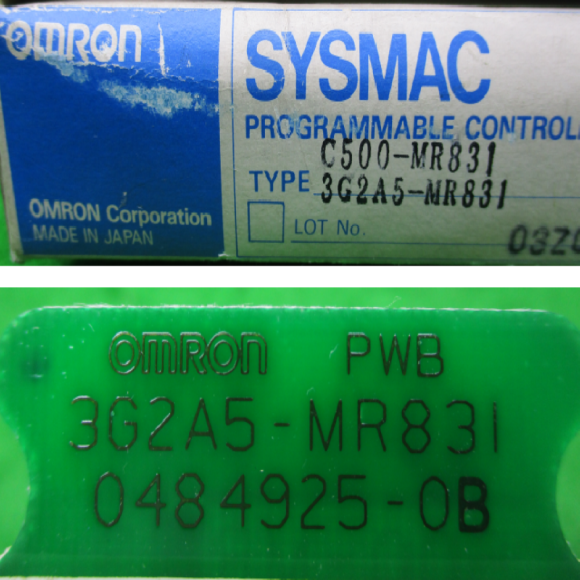 OMRON
SYSMAC
PROGRAMMABLE CONTROL
C500-MR831
TYPE 3G2A5-MR831
OMRON Corporation
MADE IN JAPAN
LOT No.
OMRON PWB
3G2A5-MR831
0484925-0B